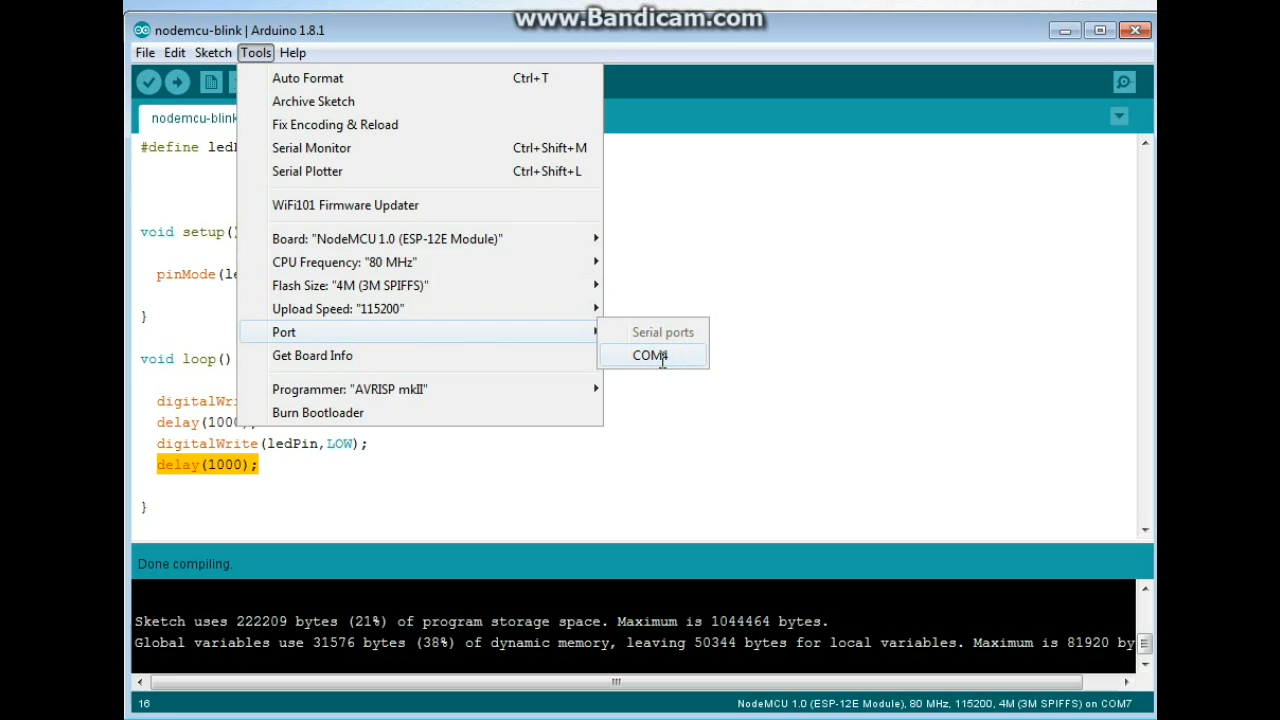 www.Bandicam.com
nodemcu-blink | Arduino 1.8.1
File Edit Sketch Tools Help
Auto Format Ctrl+T
nodemcu-blink
Archive Sketch
Fix Encoding & Reload
#define
Serial Monitor Ctrl+Shift+M
Serial Plotter Ctrl+Shift+L
WiFi101 Firmware Updater
void setup()
Board: "NodeMCU 1.0 (ESP-12E Module)"
CPU Frequency: "80 MHz"
pinMode(
Flash Size: "4M (3M SPIFFS)"
Upload Speed: "115200"
}
Port
Serial ports
COM4
void loop()
Get Board Info
Programmer: "AVRISP mkII"
Burn Bootloader
delay(1000);
digitalWrite(ledPin,LOW);
delay(1000);
}
Done compiling.
Sketch uses 222209 bytes (21%) of program storage space. Maximum is 1044464 bytes.
Global variables use 31576 bytes (38%) of dynamic memory, leaving 50344 bytes for local variables. Maximum is 81920 by
16
NodeMCU 1.0 (ESP-12E Module), 80 MHz, 115200, 4M (3M SPIFFS) on COM7